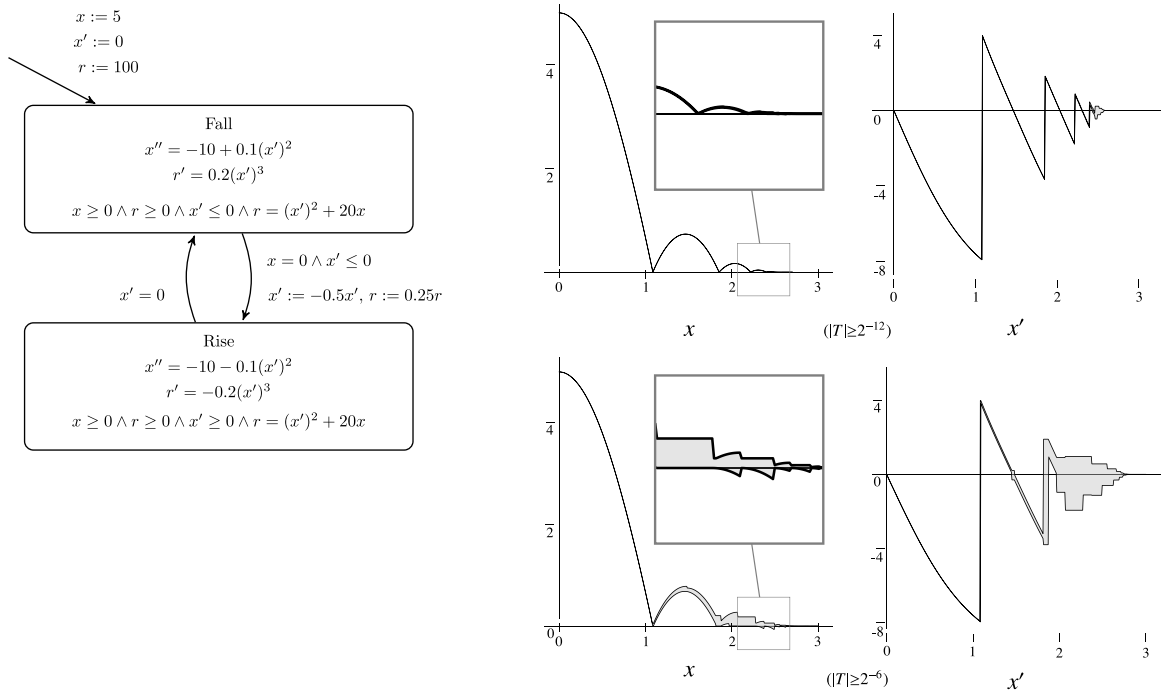 x := 5
x′ := 0
r := 100
Fall
x″ = −10 + 0.1(x′)²
r′ = 0.2(x′)³
x ≥ 0 ∧ r ≥ 0 ∧ x′ ≤ 0 ∧ r = (x′)² + 20x
x = 0 ∧ x′ ≤ 0
x′ = 0
x′ := −0.5x′, r := 0.25r
Rise
x″ = −10 − 0.1(x′)²
r′ = −0.2(x′)³
x ≥ 0 ∧ r ≥ 0 ∧ x′ ≥ 0 ∧ r = (x′)² + 20x
4
2
0
0 1 2 3
x
4
0
-4
-8
0 1 2 3
x′
(|T|≥2⁻¹²)
4
2
0
0 1 2 3
x
4
0
-4
-8
0 1 2 3
x′
(|T|≥2⁻⁶)